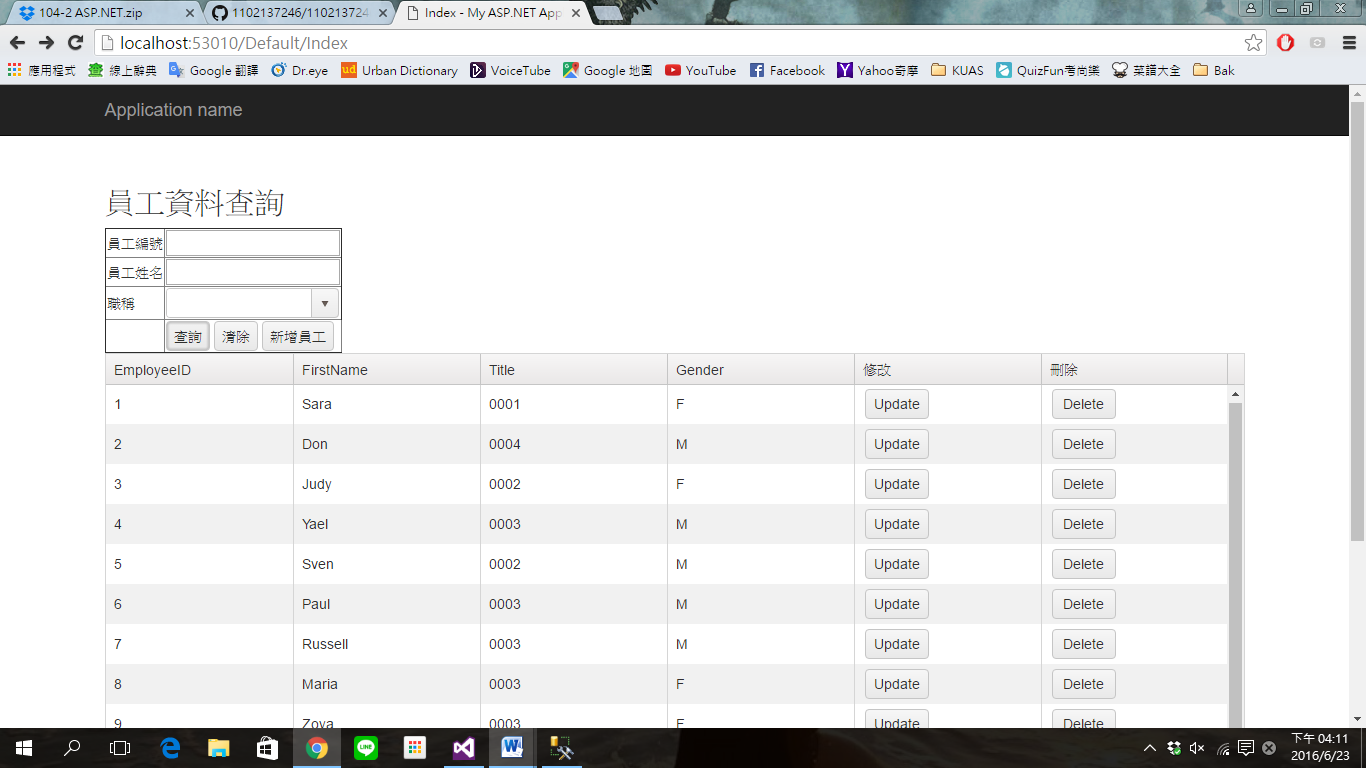 104-2 ASP.NET.zip
1102137246/110213724
Index - My ASP.NET App
localhost:53010/Default/Index
應用程式 線上辭典 Google 翻譯 Dr.eye Urban Dictionary VoiceTube Google 地圖 YouTube Facebook Yahoo奇摩 KUAS QuizFun考尚樂 菜譜大全 Bak
Application name
員工資料查詢
員工編號
員工姓名
職稱
查詢 清除 新增員工
EmployeeID FirstName Title Gender 修改 刪除
1 Sara 0001 F Update Delete
2 Don 0004 M Update Delete
3 Judy 0002 F Update Delete
4 Yael 0003 M Update Delete
5 Sven 0002 M Update Delete
6 Paul 0003 M Update Delete
7 Russell 0003 M Update Delete
8 Maria 0003 F Update Delete
9 Zoya 0003 F Update Delete
下午 04:11
2016/6/23